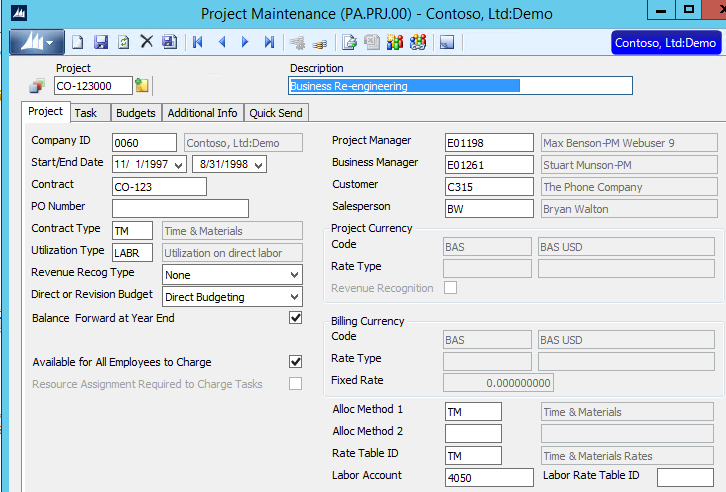 Project Maintenance (PA.PRJ.00) - Contoso, Ltd:Demo
Contoso, Ltd:Demo
Project Description
CO-123000 Business Re-engineering
Project Task Budgets Additional Info Quick Send
Company ID 0060 Contoso, Ltd:Demo
Start/End Date 11/ 1/1997 8/31/1998
Contract CO-123
PO Number
Contract Type TM Time & Materials
Utilization Type LABR Utilization on direct labor
Revenue Recog Type None
Direct or Revision Budget Direct Budgeting
Balance Forward at Year End
Available for All Employees to Charge
Resource Assignment Required to Charge Tasks
Project Manager E01198 Max Benson-PM Webuser 9
Business Manager E01261 Stuart Munson-PM
Customer C315 The Phone Company
Salesperson BW Bryan Walton
Project Currency
Code BAS BAS USD
Rate Type
Revenue Recognition
Billing Currency
Code BAS BAS USD
Rate Type
Fixed Rate 0.000000000
Alloc Method 1 TM Time & Materials
Alloc Method 2
Rate Table ID TM Time & Materials Rates
Labor Account 4050 Labor Rate Table ID